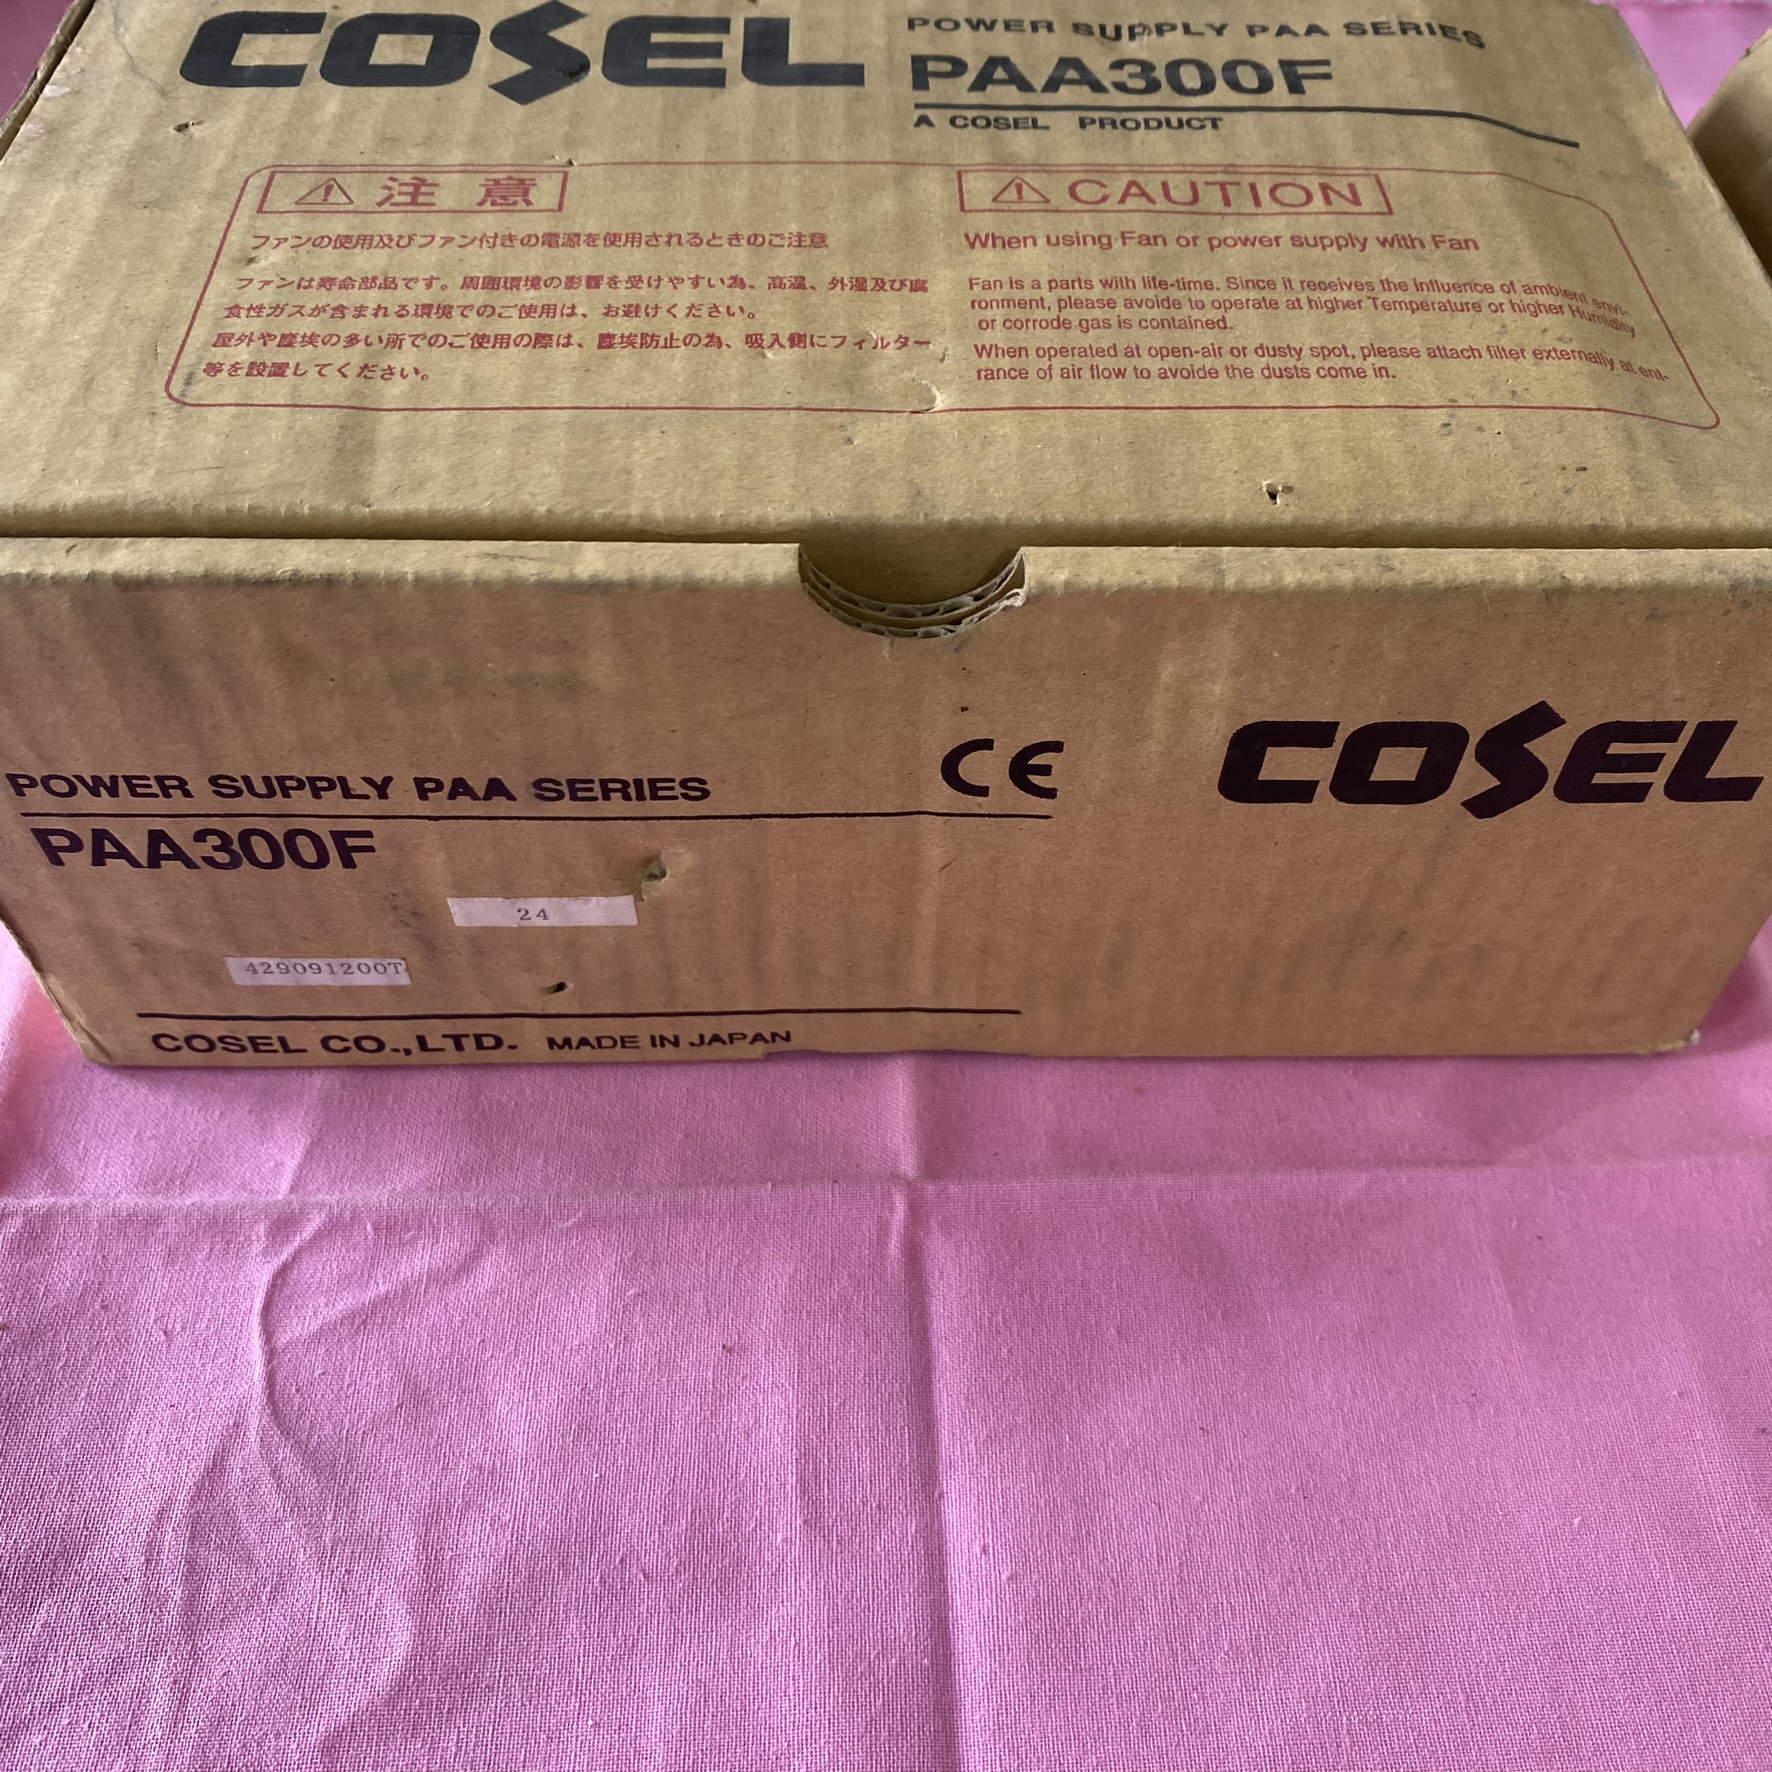 COSEL
POWER SUPPLY PAA SERIES
PAA300F
A COSEL PRODUCT
注意
ファンの使用及びファン付きの電源を使用されるときのご注意
ファンは寿命部品です。周囲環境の影響を受けやすい為、高温、外湿及び腐
食性ガスが含まれる環境でのご使用は、お避けください。
屋外や塵埃の多い所でのご使用の際は、塵埃防止の為、吸入側にフィルター
等を設置してください。
CAUTION
When using Fan or power supply with Fan
Fan is a parts with life-time. Since it receives the influence of ambient envi-
ronment, please avoide to operate at higher Temperature or higher Humidity
or corrode gas is contained.
When operated at open-air or dusty spot, please attach filter externally at ent-
rance of air flow to avoide the dusts come in.
POWER SUPPLY PAA SERIES
CE
COSEL
PAA300F
24
429091200T
COSEL CO.,LTD. MADE IN JAPAN